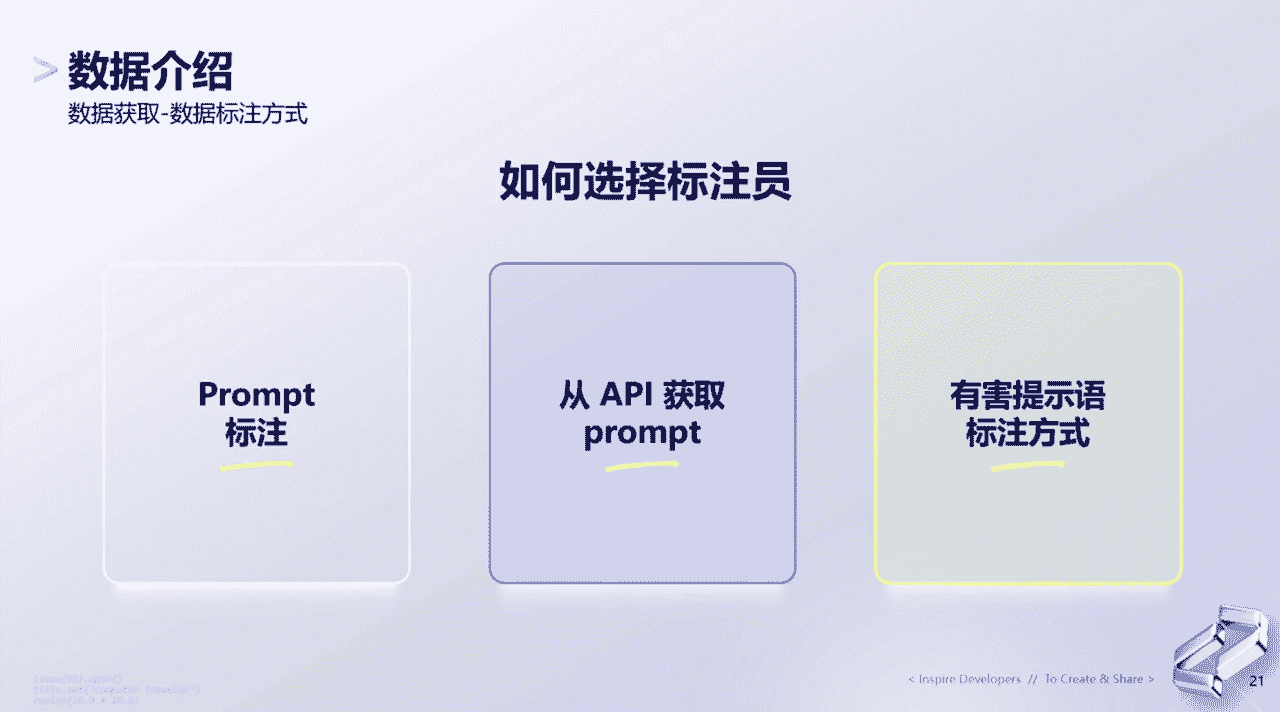 > 数据介绍
数据获取-数据标注方式
如何选择标注员
Prompt
标注
从 API 获取
prompt
有害提示语
标注方式
< Inspire Developers // To Create & Share >
21